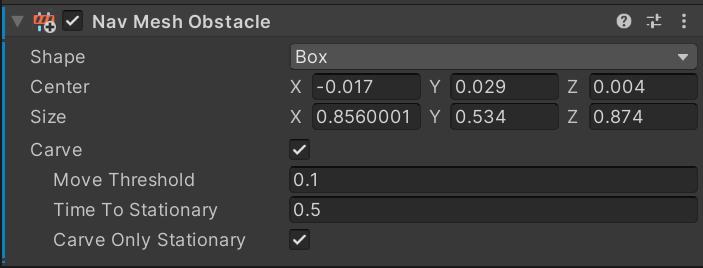 Nav Mesh Obstacle
Shape Box
Center X -0.017 Y 0.029 Z 0.004
Size X 0.8560001 Y 0.534 Z 0.874
Carve
Move Threshold 0.1
Time To Stationary 0.5
Carve Only Stationary